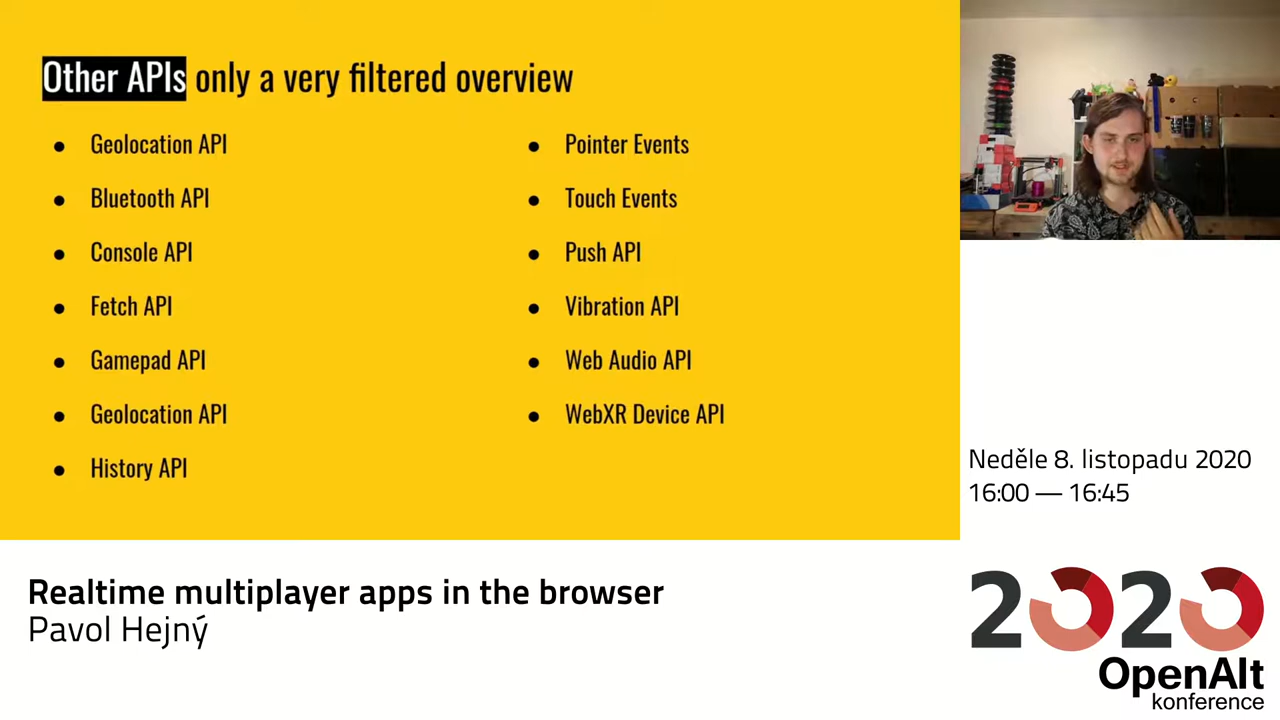 Other APIs only a very filtered overview
Geolocation API
Bluetooth API
Console API
Fetch API
Gamepad API
Geolocation API
History API
Pointer Events
Touch Events
Push API
Vibration API
Web Audio API
WebXR Device API
Neděle 8. listopadu 2020
16:00 — 16:45
Realtime multiplayer apps in the browser
Pavol Hejný
2020
OpenAlt
konference